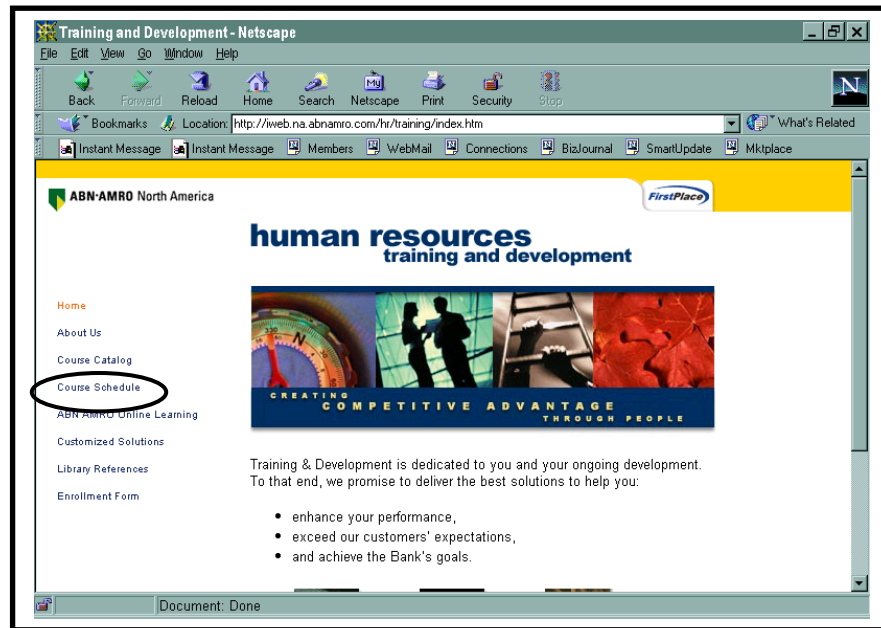 Training and Development - Netscape
File Edit View Go Window Help
Back Forward Reload Home Search Netscape Print Security Stop
My
N
Bookmarks Location: http://iweb.na.abnamro.com/hr/training/index.htm What's Related
Instant Message Instant Message Members WebMail Connections BizJournal SmartUpdate Mktplace
ABN·AMRO North America
FirstPlace
human resources
training and development
Home
About Us
Course Catalog
Course Schedule
ABN AMRO Online Learning
Customized Solutions
Library References
Enrollment Form
CREATING
COMPETITIVE ADVANTAGE
THROUGH PEOPLE
Training & Development is dedicated to you and your ongoing development.
To that end, we promise to deliver the best solutions to help you:
• enhance your performance,
• exceed our customers' expectations,
• and achieve the Bank's goals.
Document: Done